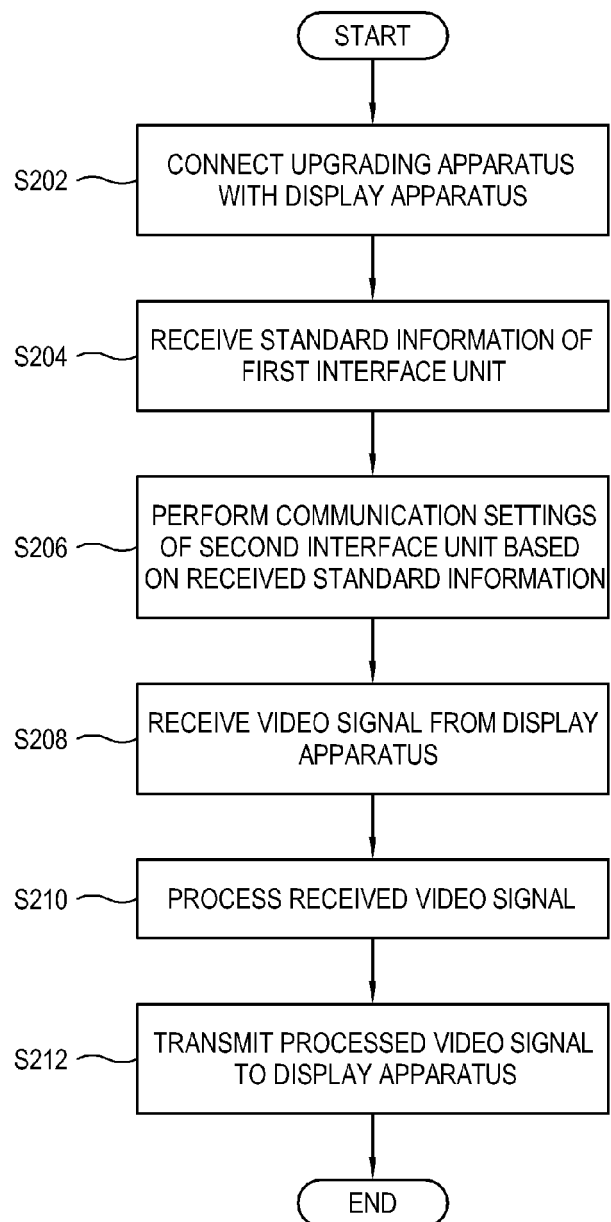 START
S202
CONNECT UPGRADING APPARATUS
WITH DISPLAY APPARATUS
S204
RECEIVE STANDARD INFORMATION OF
FIRST INTERFACE UNIT
S206
PERFORM COMMUNICATION SETTINGS
OF SECOND INTERFACE UNIT BASED
ON RECEIVED STANDARD INFORMATION
S208
RECEIVE VIDEO SIGNAL FROM DISPLAY
APPARATUS
S210
PROCESS RECEIVED VIDEO SIGNAL
S212
TRANSMIT PROCESSED VIDEO SIGNAL
TO DISPLAY APPARATUS
END